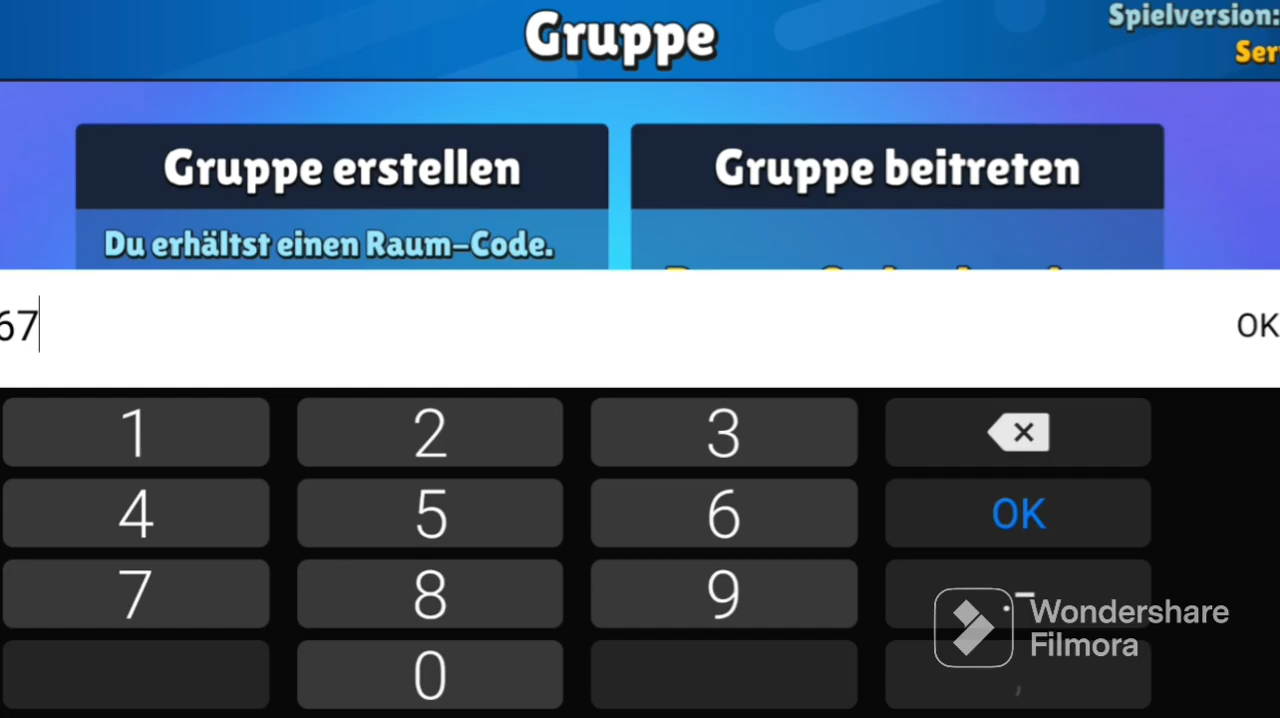 Gruppe
Spielversion:
Ser
Gruppe erstellen
Gruppe beitreten
Du erhältst einen Raum-Code.
67
OK
1
2
3
4
5
6
OK
7
8
9
.-
Wondershare
Filmora
0
,